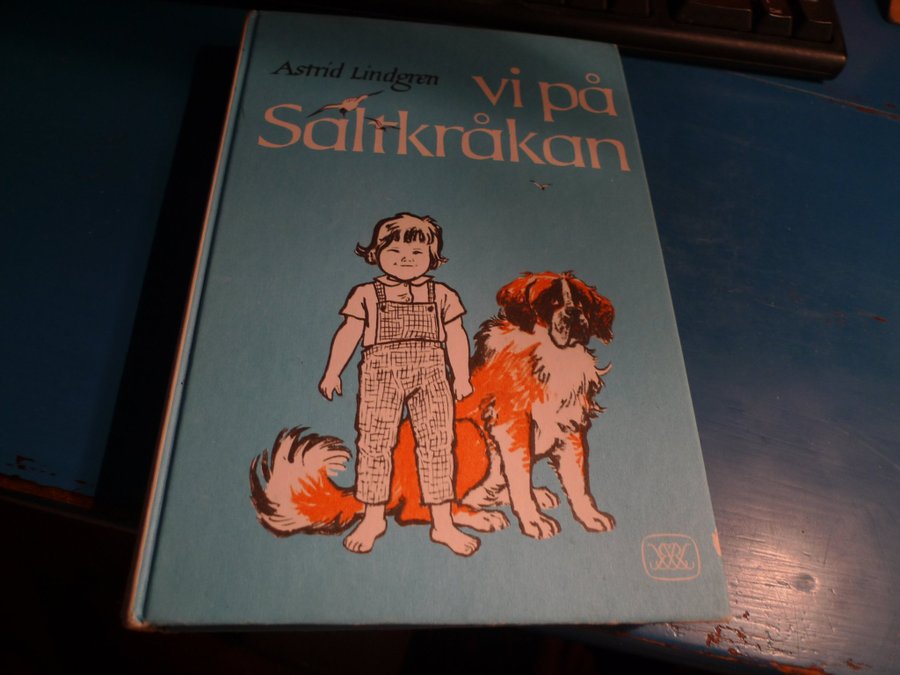 Astrid Lindgren
vi på
Saltkråkan